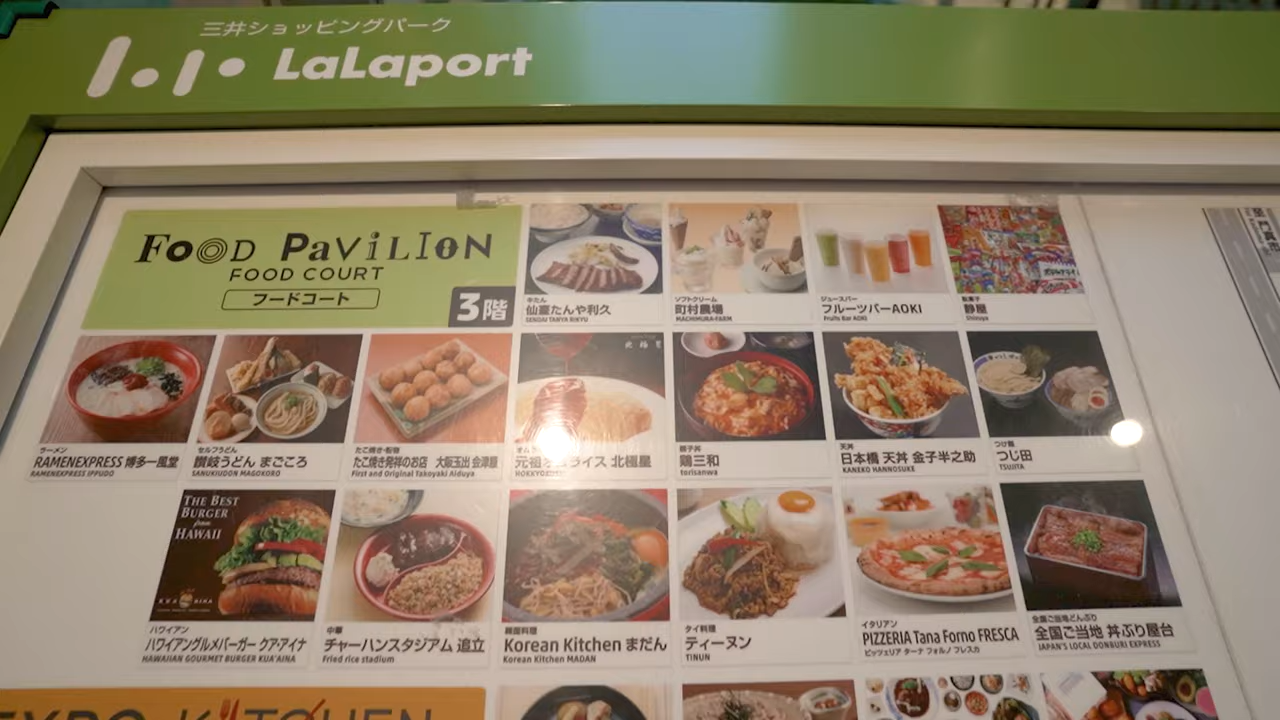 三井ショッピングパーク
LaLaport
FOOD PaViLION
FOOD COURT
フードコート
3階
牛たん
仙臺たんや利久
SENDAI TANYA RIKYU
ソフトクリーム
町村農場
MACHIMURA-FARM
ジュースバー
フルーツバーAOKI
Fruits Bar AOKI
駄菓子
静屋
Shizuya
ラーメン
RAMENEXPRESS 博多一風堂
RAMENEXPRESS IPPUDO
セルフうどん
讃岐うどん まごころ
SANUKIUDON MAGOKORO
たこ焼き・粉物
たこ焼き発祥のお店 大阪玉出 会津屋
First and Original Takoyaki Aiduya
北極星
元祖オムライス 北極星
親子丼
鶏三和
torisanwa
天丼
日本橋 天丼 金子半之助
KANEKO HANNOSUKE
つけ麺
つじ田
TSUJITA
THE BEST
BURGER
from
HAWAII
KUA`AINA
ハワイアン
ハワイアングルメバーガー クア・アイナ
HAWAIIAN GOURMET BURGER KUA'AINA
中華
チャーハンスタジアム 追立
Fried rice stadium
韓国料理
Korean Kitchen まだん
Korean Kitchen MADAN
タイ料理
ティーヌン
TINUN
イタリアン
PIZZERIA Tana Forno FRESCA
ピッツェリア ターナ フォルノ フレスカ
全国ご当地どんぶり
全国ご当地 丼ぶり屋台
JAPAN'S LOCAL DONBURI EXPRESS
EXPO KITCHEN